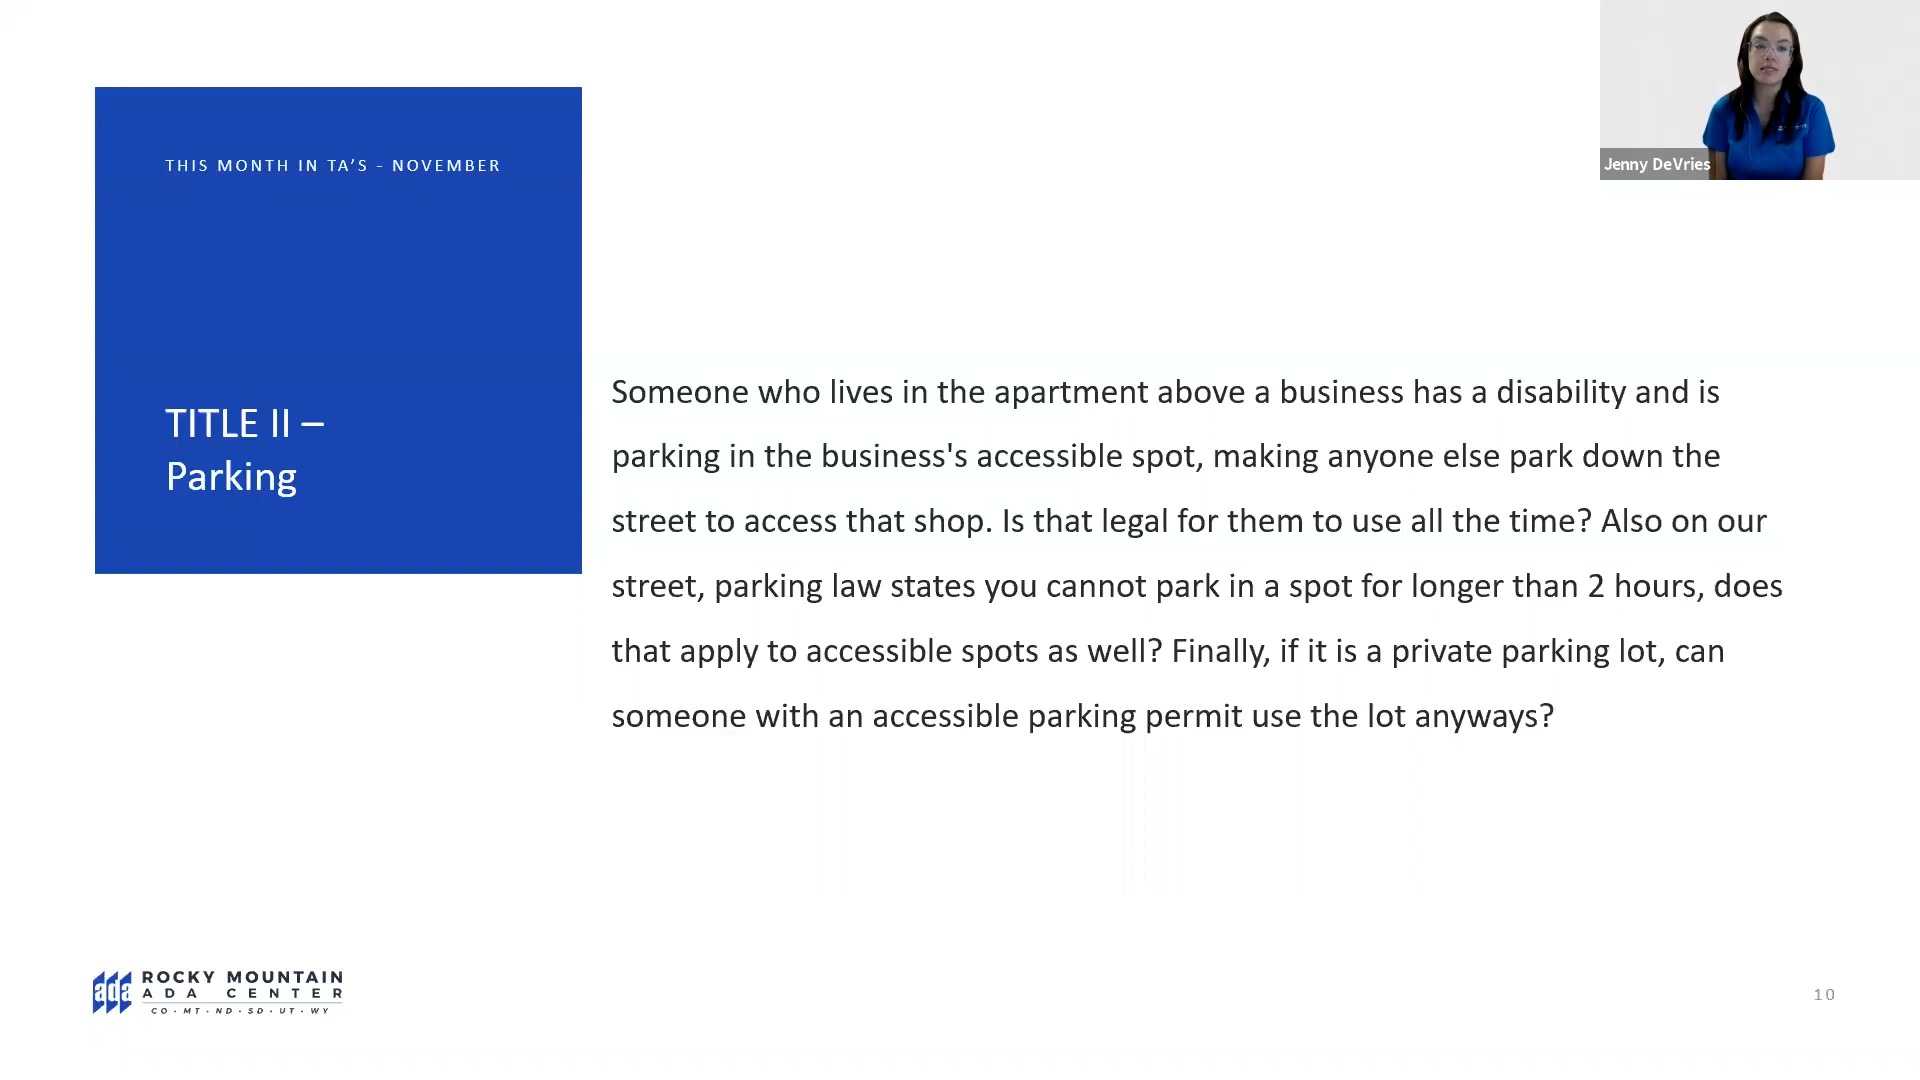 Jenny DeVries
THIS MONTH IN TA’S - NOVEMBER
TITLE II –
Parking
Someone who lives in the apartment above a business has a disability and is
parking in the business's accessible spot, making anyone else park down the
street to access that shop. Is that legal for them to use all the time? Also on our
street, parking law states you cannot park in a spot for longer than 2 hours, does
that apply to accessible spots as well? Finally, if it is a private parking lot, can
someone with an accessible parking permit use the lot anyways?
ada
ROCKY MOUNTAIN
ADA CENTER
CO • MT • ND • SD • UT • WY
10